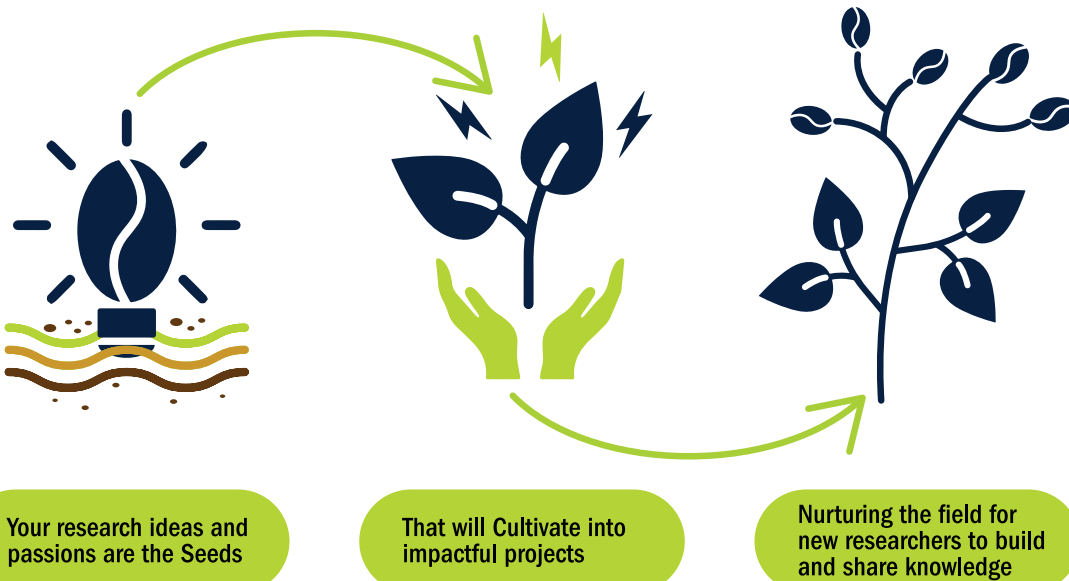 Your research ideas and
passions are the Seeds
That will Cultivate into
impactful projects
Nurturing the field for
new researchers to build
and share knowledge